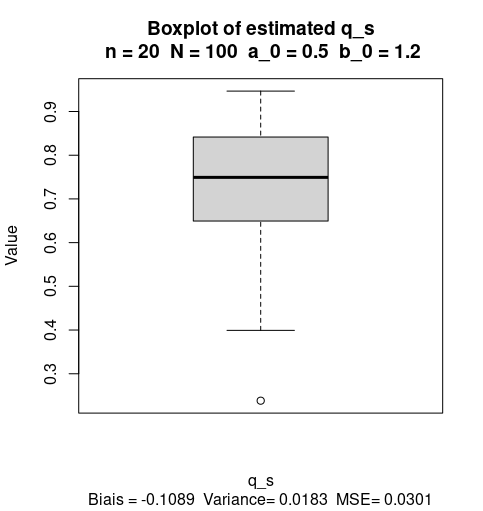 Boxplot of estimated q_s
n = 20 N = 100 a_0 = 0.5 b_0 = 1.2
0.9
0.8
0.7
0.6
0.5
0.4
0.3
Value
q_s
Biais = -0.1089 Variance= 0.0183 MSE= 0.0301